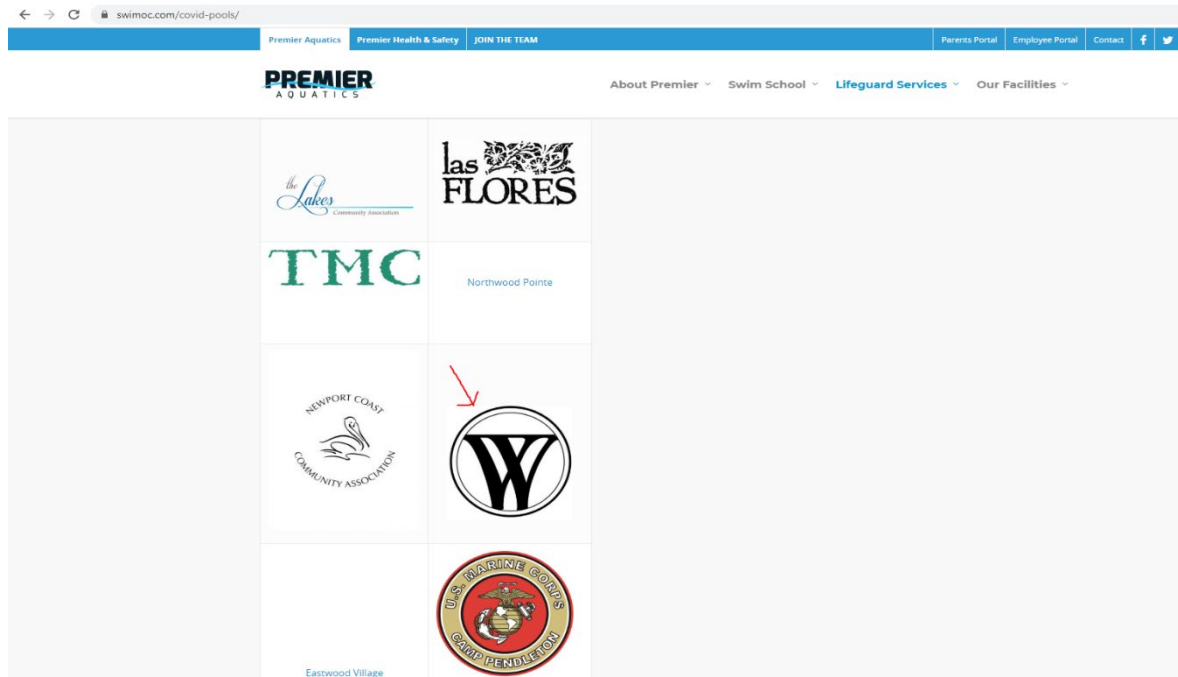 swimoc.com/covid-pools/
Premier Aquatics Premier Health & Safety JOIN THE TEAM Parents Portal Employee Portal Contact
PREMIER
AQUATICS
About Premier Swim School Lifeguard Services Our Facilities
the Lakes
Community Association
las
FLORES
TMC
Northwood Pointe
NEWPORT COAST
COMMUNITY ASSOCIATION
W
U.S. MARINE CORPS
CAMP PENDLETON
Eastwood Village